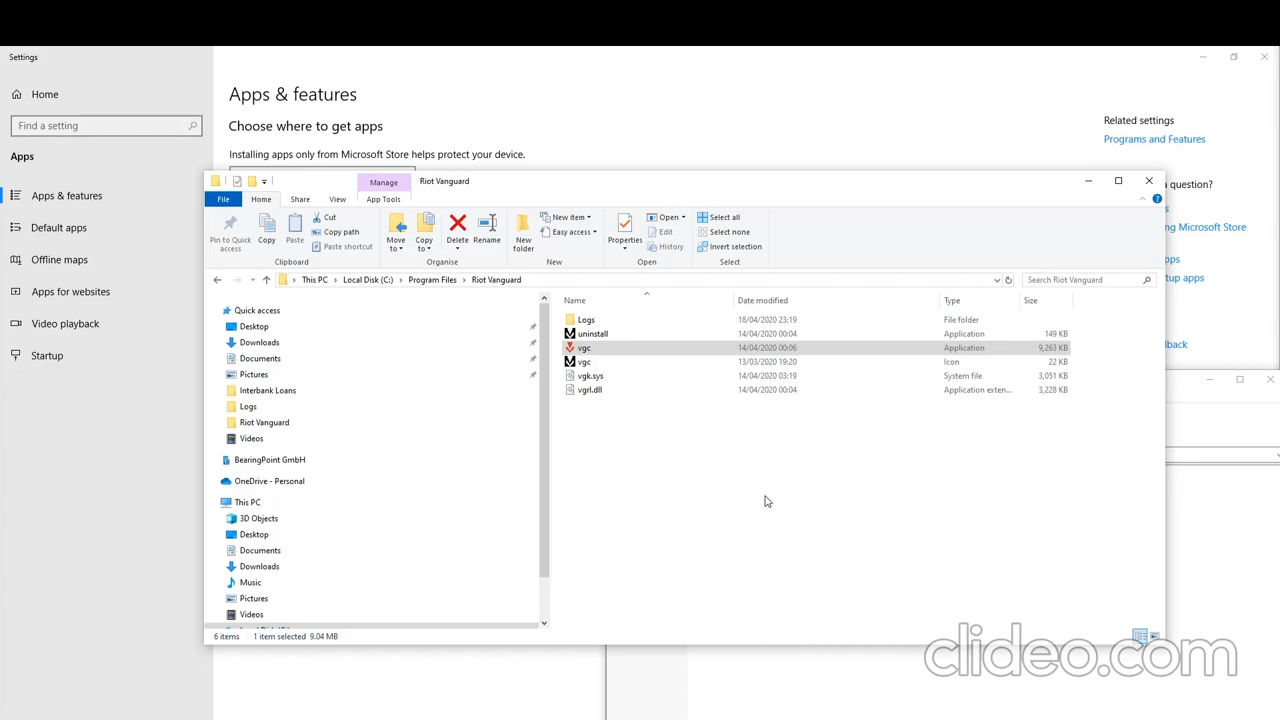 Settings
Home
Find a setting
Apps
Apps & features
Default apps
Offline maps
Apps for websites
Video playback
Startup
Apps & features
Choose where to get apps
Installing apps only from Microsoft Store helps protect your device.
Related settings
Programs and Features
a question?
s
ing Microsoft Store
pps
tup apps
back
Manage
Riot Vanguard
File
Home
Share
View
App Tools
Pin to Quick access
Copy
Paste
Cut
Copy path
Paste shortcut
Clipboard
Move to
Copy to
Delete
Rename
Organise
New folder
New item
Easy access
New
Properties
Open
Edit
History
Open
Select all
Select none
Invert selection
Select
This PC > Local Disk (C:) > Program Files > Riot Vanguard
Search Riot Vanguard
Quick access
Desktop
Downloads
Documents
Pictures
Interbank Loans
Logs
Riot Vanguard
Videos
BearingPoint GmbH
OneDrive - Personal
This PC
3D Objects
Desktop
Documents
Downloads
Music
Pictures
Videos
Name Date modified Type Size
Logs 18/04/2020 23:19 File folder
uninstall 14/04/2020 00:04 Application 149 KB
vgc 14/04/2020 00:06 Application 9,263 KB
vgc 13/03/2020 19:20 Icon 22 KB
vgk.sys 14/04/2020 03:19 System file 3,051 KB
vgrl.dll 14/04/2020 00:04 Application exten... 3,228 KB
6 items 1 item selected 9.04 MB
clideo.com